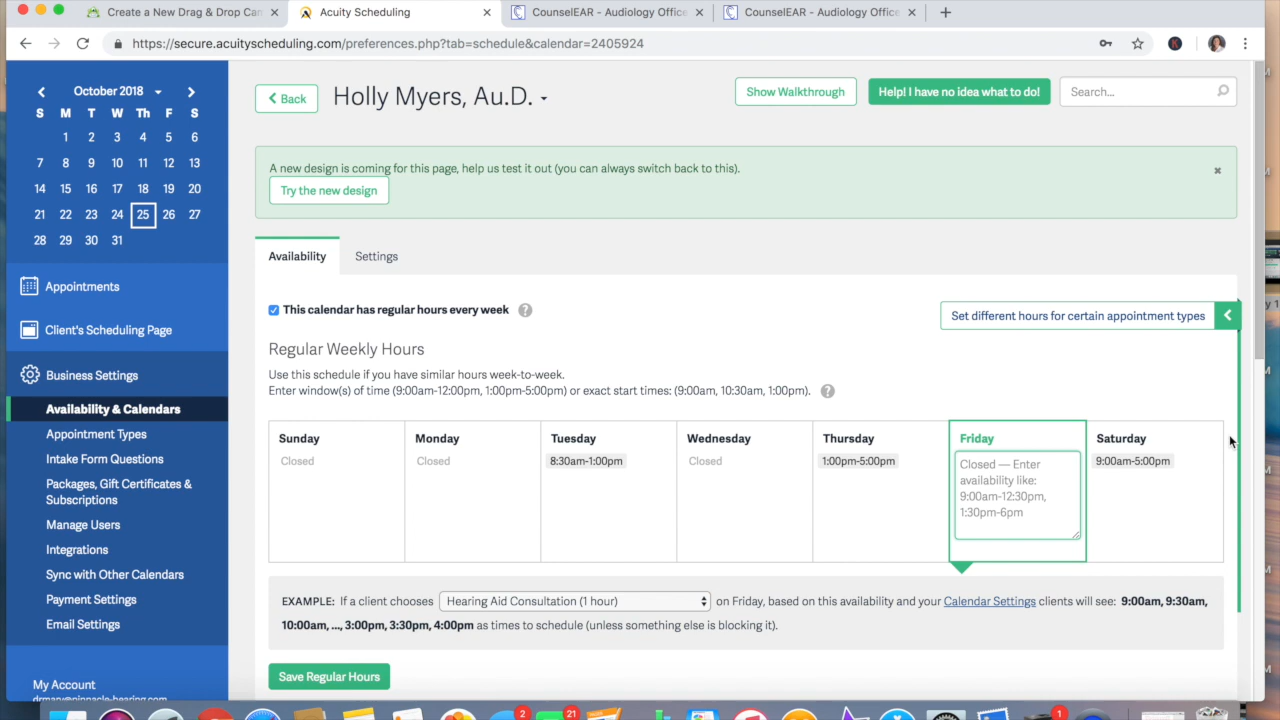 Create a New Drag & Drop Cam
Acuity Scheduling
CounselEAR - Audiology Office
CounselEAR - Audiology Office
https://secure.acuityscheduling.com/preferences.php?tab=schedule&calendar=2405924
October 2018
S M T W Th F S
1 2 3 4 5 6
7 8 9 10 11 12 13
14 15 16 17 18 19 20
21 22 23 24 25 26 27
28 29 30 31
Appointments
Client's Scheduling Page
Business Settings
Availability & Calendars
Appointment Types
Intake Form Questions
Packages, Gift Certificates &
Subscriptions
Manage Users
Integrations
Sync with Other Calendars
Payment Settings
Email Settings
My Account
drmary@pinnacle-hearing.com
Back
Holly Myers, Au.D.
Show Walkthrough
Help! I have no idea what to do!
Search...
A new design is coming for this page, help us test it out (you can always switch back to this).
Try the new design
Availability
Settings
This calendar has regular hours every week ?
Set different hours for certain appointment types
Regular Weekly Hours
Use this schedule if you have similar hours week-to-week.
Enter window(s) of time (9:00am-12:00pm, 1:00pm-5:00pm) or exact start times: (9:00am, 10:30am, 1:00pm). ?
Sunday Monday Tuesday Wednesday Thursday Friday Saturday
Closed Closed 8:30am-1:00pm Closed 1:00pm-5:00pm 9:00am-5:00pm
Closed — Enter
availability like:
9:00am-12:30pm,
1:30pm-6pm
EXAMPLE: If a client chooses Hearing Aid Consultation (1 hour) on Friday, based on this availability and your Calendar Settings clients will see: 9:00am, 9:30am,
10:00am, ..., 3:00pm, 3:30pm, 4:00pm as times to schedule (unless something else is blocking it).
Save Regular Hours
2
21
1